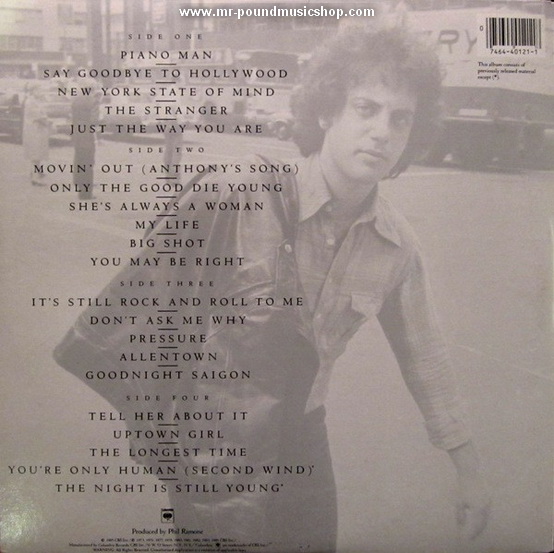 www.mr-poundmusicshop.com
SIDE ONE
PIANO MAN
SAY GOODBYE TO HOLLYWOOD
NEW YORK STATE OF MIND
THE STRANGER
JUST THE WAY YOU ARE
SIDE TWO
MOVIN' OUT (ANTHONY'S SONG)
ONLY THE GOOD DIE YOUNG
SHE'S ALWAYS A WOMAN
MY LIFE
BIG SHOT
YOU MAY BE RIGHT
SIDE THREE
IT'S STILL ROCK AND ROLL TO ME
DON'T ASK ME WHY
PRESSURE
ALLENTOWN
GOODNIGHT SAIGON
SIDE FOUR
TELL HER ABOUT IT
UPTOWN GIRL
THE LONGEST TIME
YOU'RE ONLY HUMAN (SECOND WIND)*
THE NIGHT IS STILL YOUNG*
Produced by Phil Ramone
0
7464-40121-1
This album consists of
previously released material
except (*).
ERY